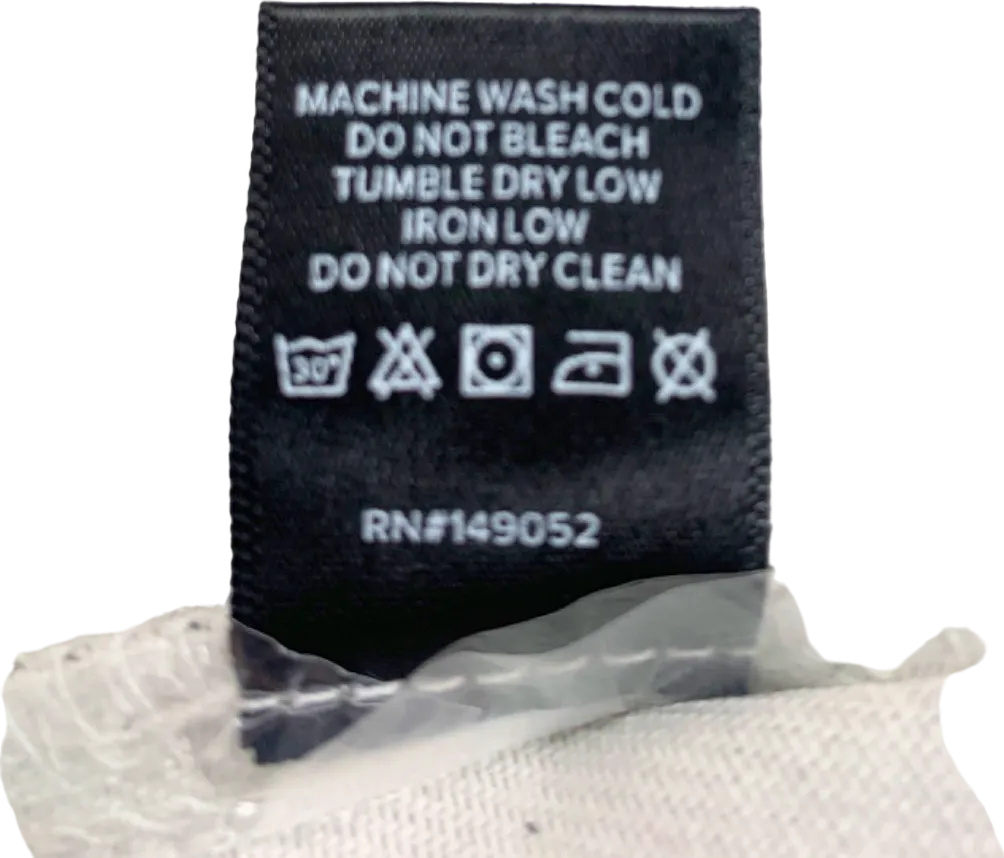 MACHINE WASH COLD
DO NOT BLEACH
TUMBLE DRY LOW
IRON LOW
DO NOT DRY CLEAN
30°
RN#149052